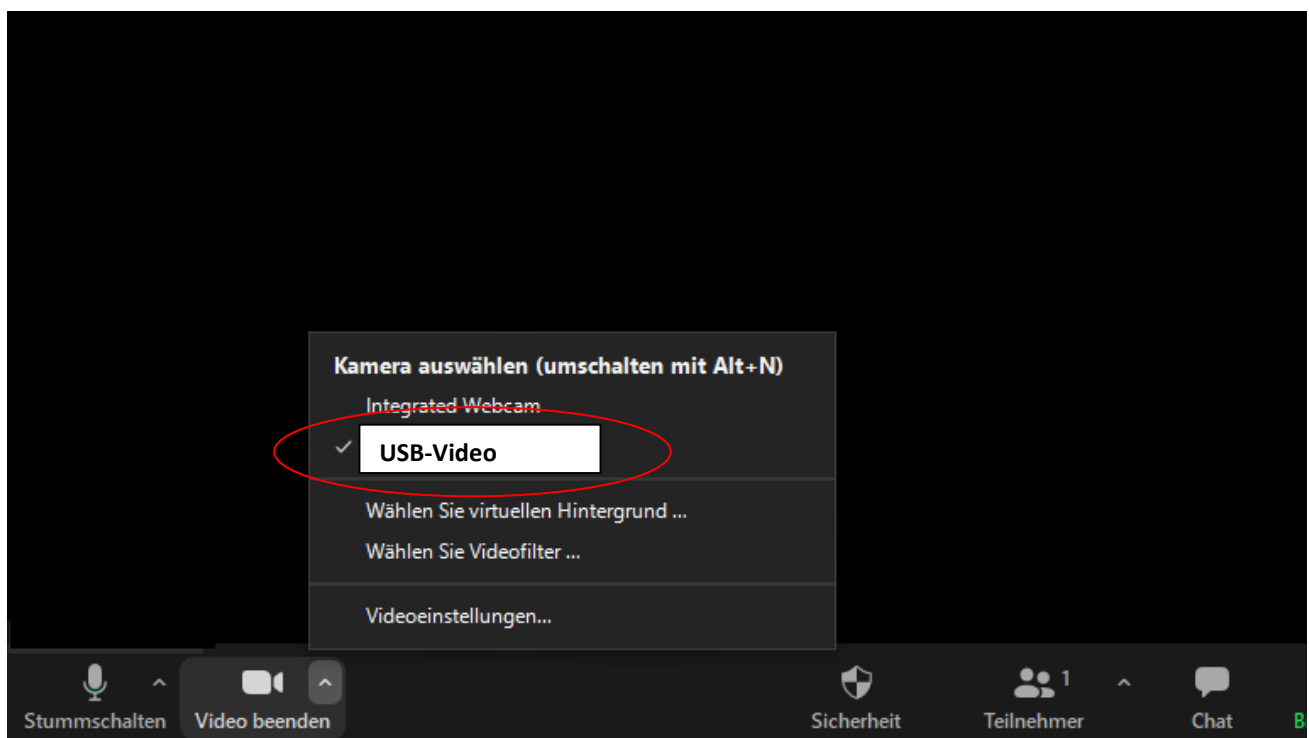 Kamera auswählen (umschalten mit Alt+N)
Integrated Webcam
USB-Video
Wählen Sie virtuellen Hintergrund ...
Wählen Sie Videofilter ...
Videoeinstellungen...
1
Stummschalten Video beenden Sicherheit Teilnehmer Chat